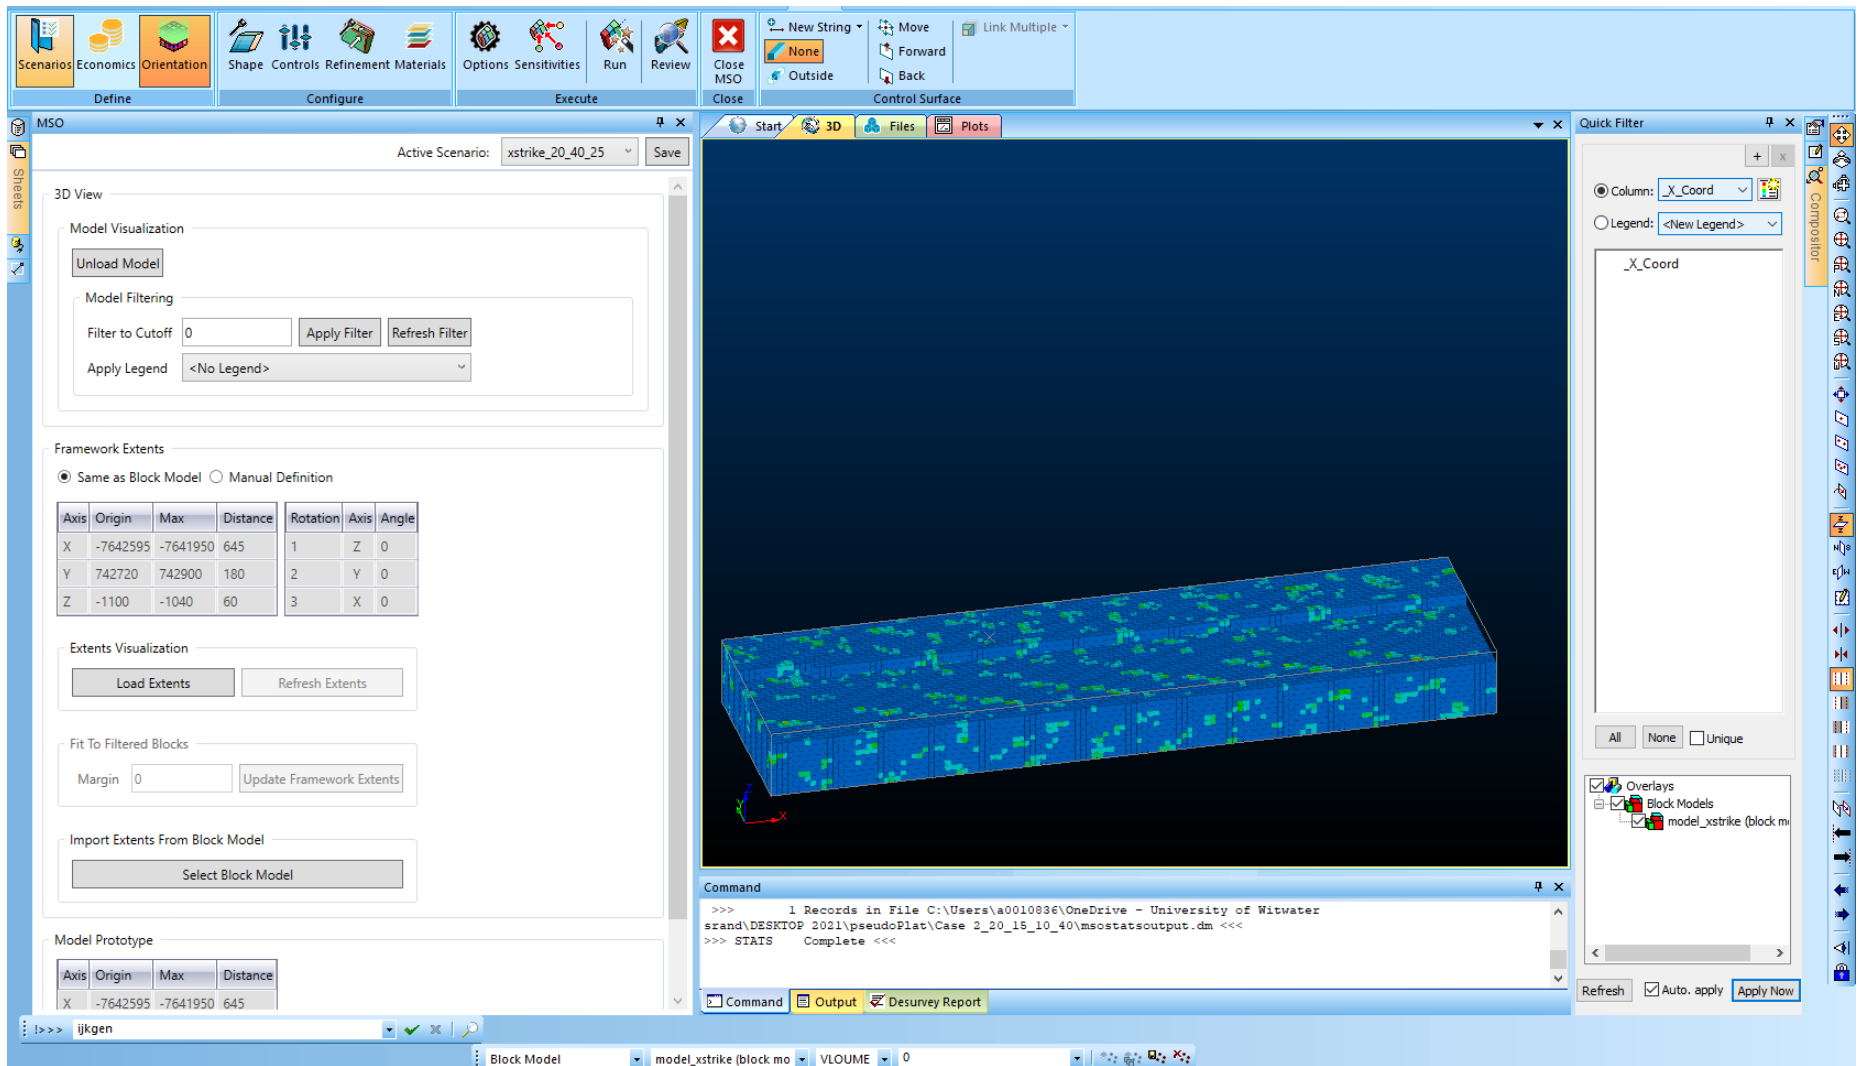 New String
Move
Link Multiple
None
Forward
Outside
Back
Scenarios Economics Orientation
Shape Controls Refinement Materials
Options Sensitivities Run Review
Close MSO
Define
Configure
Execute
Close
Control Surface
MSO
Start
3D
Files
Plots
Quick Filter
Sheets
Compositor
Active Scenario: xstrike_20_40_25 Save
3D View
Model Visualization
Unload Model
Model Filtering
Filter to Cutoff 0 Apply Filter Refresh Filter
Apply Legend <No Legend>
Framework Extents
Same as Block Model Manual Definition
Axis Origin Max Distance Rotation Axis Angle
X -7642595 -7641950 645 1 Z 0
Y 742720 742900 180 2 Y 0
Z -1100 -1040 60 3 X 0
Extents Visualization
Load Extents Refresh Extents
Fit To Filtered Blocks
Margin 0 Update Framework Extents
Import Extents From Block Model
Select Block Model
Model Prototype
Axis Origin Max Distance
X -7642595 -7641950 645
Z
Y
X
Command
>>> 1 Records in File C:\Users\a0010836\OneDrive - University of Witwater
srand\DESKTOP 2021\pseudoPlat\Case 2_20_15_10_40\msostatsoutput.dm <<<
>>> STATS Complete <<<
Command Output Desurvey Report
+ x
Column: _X_Coord
Legend: <New Legend>
_X_Coord
All None Unique
Overlays
Block Models
model_xstrike (block m
Refresh Auto. apply Apply Now
!>>> ijkgen
Block Model model_xstrike (block mo VLOUME 0